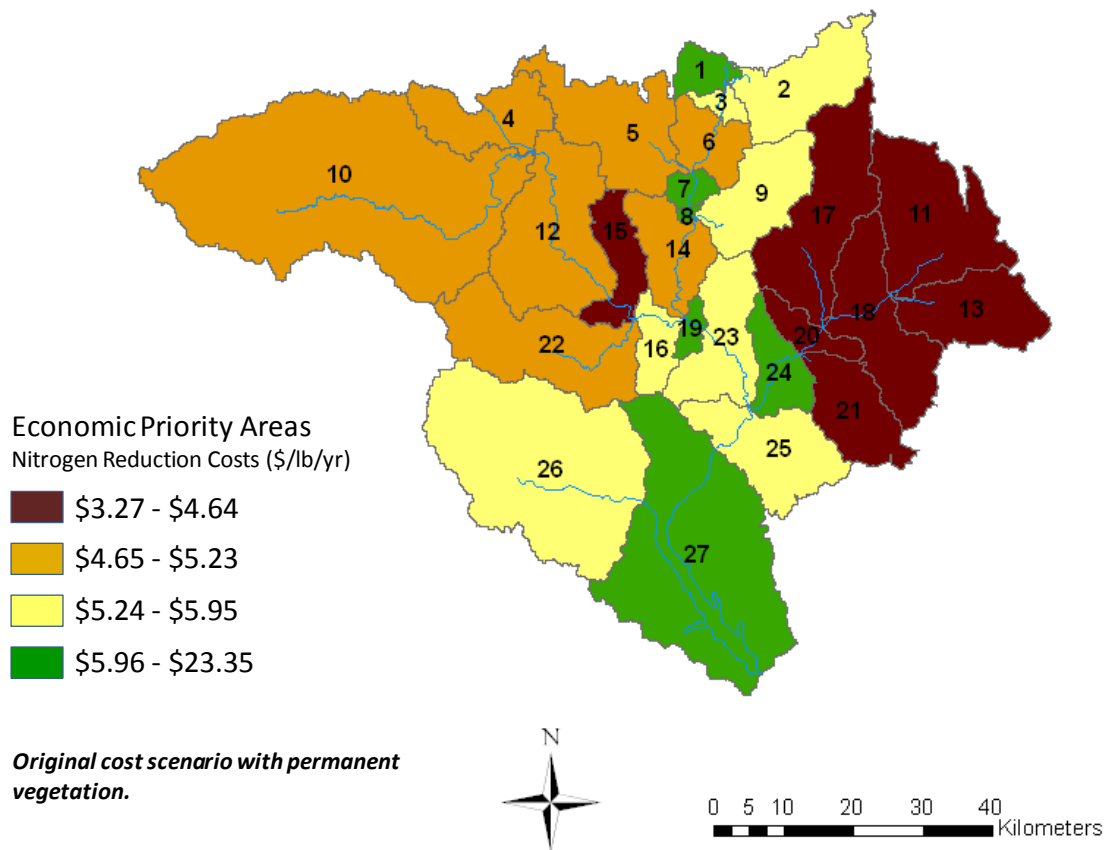 1
2
3
4
5
6
10
7
9
8
17
11
12
15
14
13
18
19
20
23
16
22
24
21
25
26
27
Economic Priority Areas
Nitrogen Reduction Costs ($/lb/yr)
$3.27 - $4.64
$4.65 - $5.23
$5.24 - $5.95
$5.96 - $23.35
Original cost scenario with permanent
vegetation.
N
0 5 10 20 30 40
Kilometers